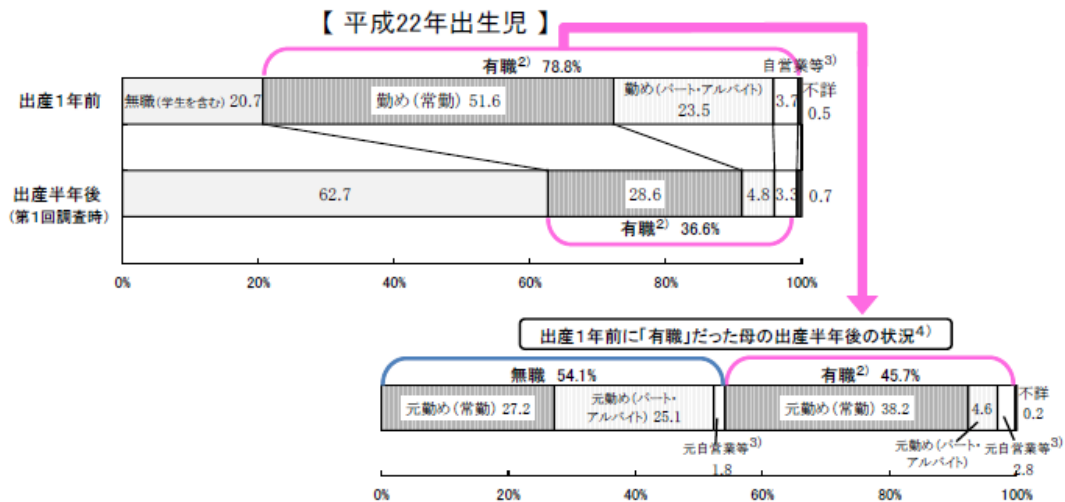 【 平成22年出生児 】
有職2) 78.8%
自営業等3)
出産1年前
無職(学生を含む) 20.7
勤め(常勤) 51.6
勤め(パート・アルバイト)
23.5
3.7
不詳
0.5
出産半年後
(第1回調査時)
62.7
28.6
4.8
3.3
0.7
有職2) 36.6%
0%
20%
40%
60%
80%
100%
出産1年前に「有職」だった母の出産半年後の状況4)
無職 54.1%
有職2) 45.7%
元勤め(常勤) 27.2
元勤め(パート・
アルバイト) 25.1
元勤め(常勤) 38.2
4.6
不詳
0.2
元自営業等3)
1.8
元勤め(パート・
アルバイト)
元自営業等3)
2.8
0%
20%
40%
60%
80%
100%